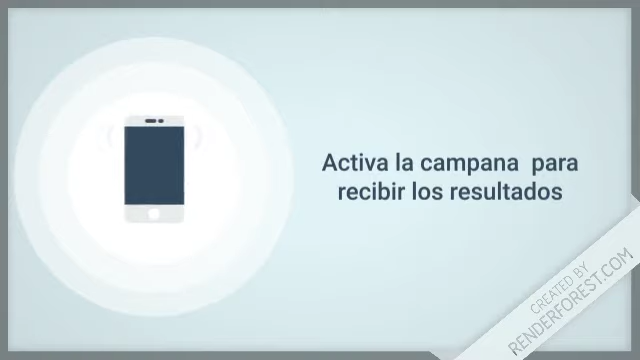 Activa la campana  para
recibir los resultados
CREATED BY
RENDERFOREST.COM